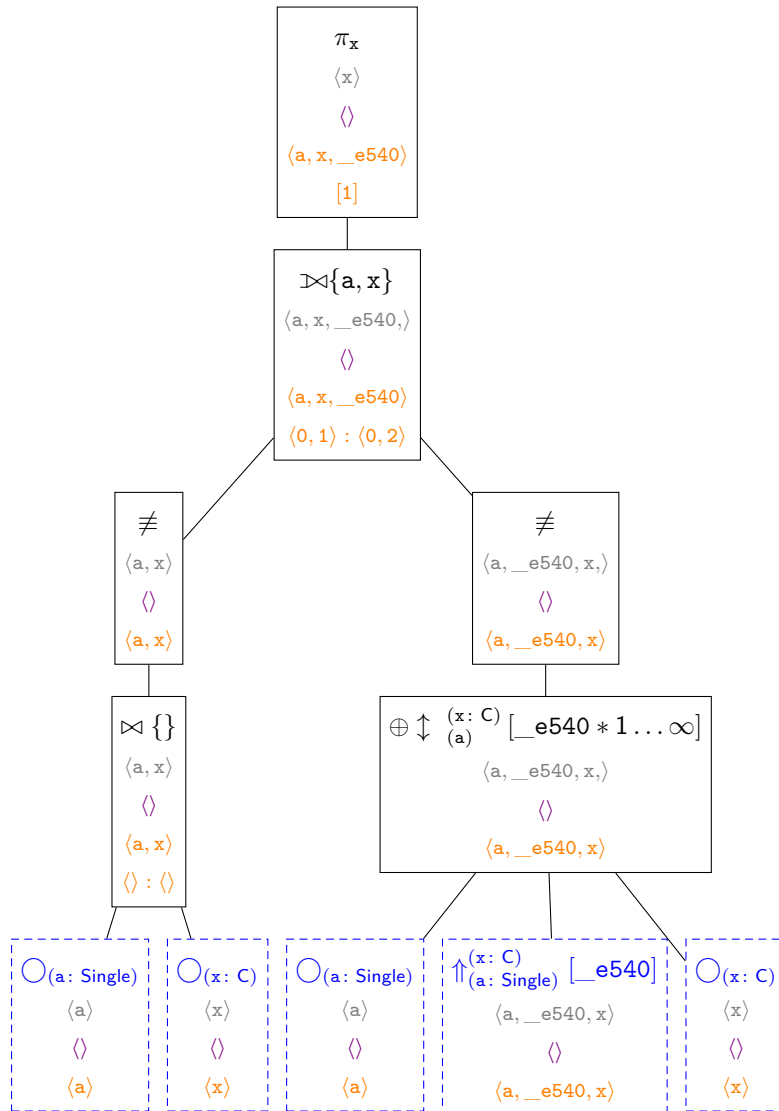 π_x
⟨x⟩
⟨⟩
⟨a, x, __e540⟩
[1]
⟕{a, x}
⟨a, x, __e540,⟩
⟨⟩
⟨a, x, __e540⟩
⟨0, 1⟩ : ⟨0, 2⟩
≢
⟨a, x⟩
⟨⟩
⟨a, x⟩
≢
⟨a, __e540, x,⟩
⟨⟩
⟨a, __e540, x⟩
⋈ {}
⟨a, x⟩
⟨⟩
⟨a, x⟩
⟨⟩ : ⟨⟩
⊕ ↕ (x: C) (a) [__e540 ∗ 1 … ∞]
⟨a, __e540, x,⟩
⟨⟩
⟨a, __e540, x⟩
◯(a: Single)
⟨a⟩
⟨⟩
⟨a⟩
◯(x: C)
⟨x⟩
⟨⟩
⟨x⟩
◯(a: Single)
⟨a⟩
⟨⟩
⟨a⟩
⇑(x: C) (a: Single) [__e540]
⟨a, __e540, x⟩
⟨⟩
⟨a, __e540, x⟩
◯(x: C)
⟨x⟩
⟨⟩
⟨x⟩